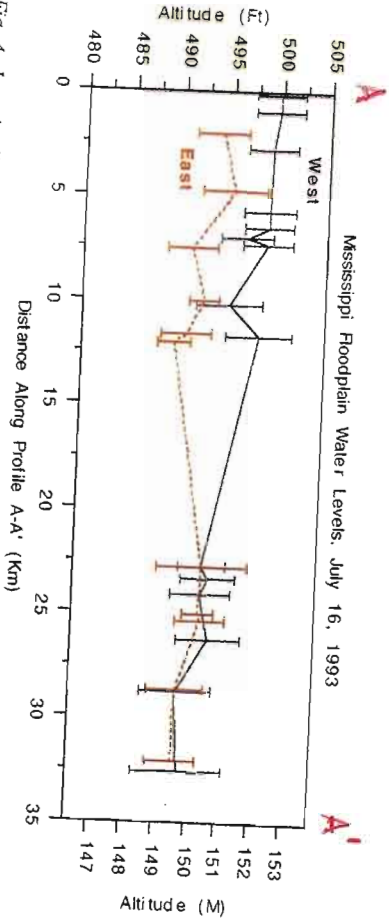 A
A'
Mississippi Floodplain Water Levels, July 16, 1993
Altitude (Ft)
505
500
495
490
485
480
West
East
153
152
151
150
149
148
147
Altitude (M)
0
5
10
15
20
25
30
35
Distance Along Profile A-A' (Km)